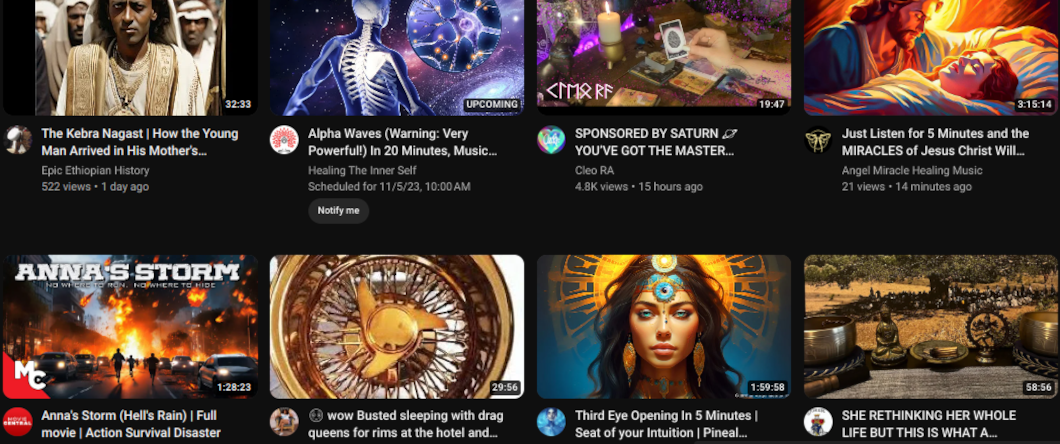 32:33
UPCOMING
CLEO RA
19:47
3:15:14
The Kebra Nagast | How the Young
Man Arrived in His Mother's...
Epic Ethiopian History
522 views • 1 day ago
Alpha Waves (Warning: Very
Powerful!) In 20 Minutes, Music...
Healing The Inner Self
Scheduled for 11/5/23, 10:00 AM
Notify me
SPONSORED BY SATURN 🪐
YOU'VE GOT THE MASTER...
Cleo RA
4.8K views • 15 hours ago
Just Listen for 5 Minutes and the
MIRACLES of Jesus Christ Will...
Angel Miracle Healing Music
21 views • 14 minutes ago
ANNA'S STORM
NO WHERE TO RUN. NO WHERE TO HIDE
MC
1:28:23
29:56
1:59:58
58:56
MOVIE
CENTRAL
Anna's Storm (Hell's Rain) | Full
movie | Action Survival Disaster
wow Busted sleeping with drag
queens for rims at the hotel and...
Third Eye Opening In 5 Minutes |
Seat of your Intuition | Pineal...
SHE RETHINKING HER WHOLE
LIFE BUT THIS IS WHAT A...